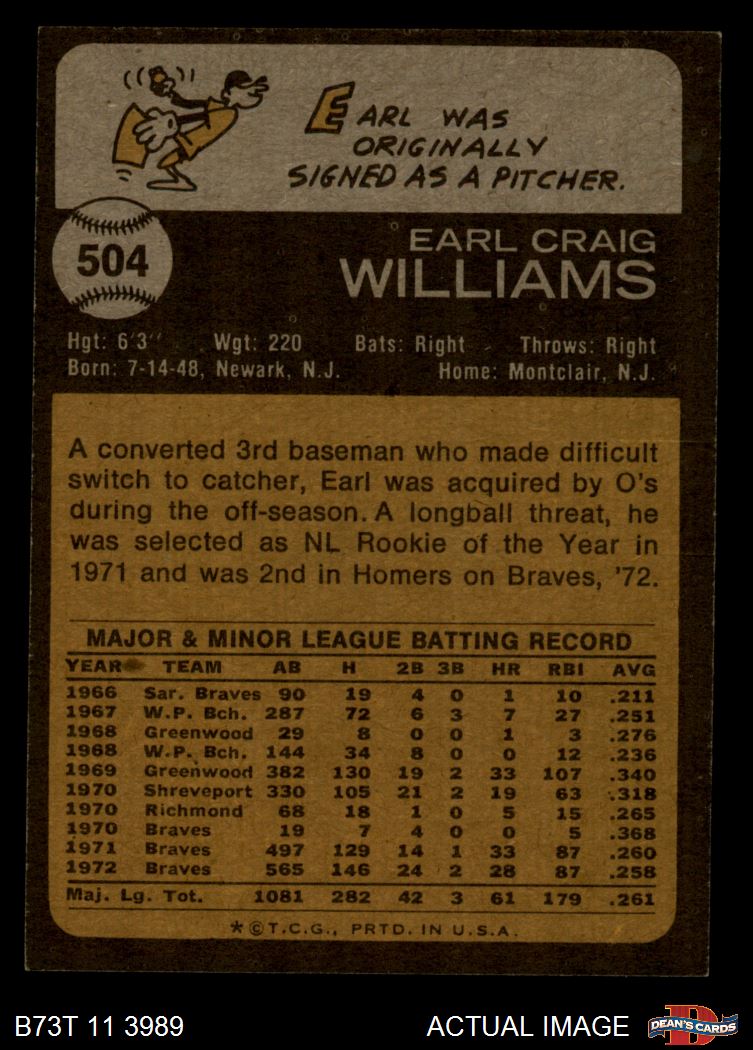 EARL WAS
ORIGINALLY
SIGNED AS A PITCHER.
504
EARL CRAIG
WILLIAMS
Hgt: 6'3'' Wgt: 220 Bats: Right Throws: Right
Born: 7-14-48, Newark, N.J. Home: Montclair, N.J.
A converted 3rd baseman who made difficult
switch to catcher, Earl was acquired by O's
during the off-season. A longball threat, he
was selected as NL Rookie of the Year in
1971 and was 2nd in Homers on Braves, '72.
MAJOR & MINOR LEAGUE BATTING RECORD
YEAR TEAM AB H 2B 3B HR RBI AVG
1966 Sar. Braves 90 19 4 0 1 10 .211
1967 W.P. Bch. 287 72 6 3 7 27 .251
1968 Greenwood 29 8 0 0 1 3 .276
1968 W.P. Bch. 144 34 8 0 0 12 .236
1969 Greenwood 382 130 19 2 33 107 .340
1970 Shreveport 330 105 21 2 19 63 .318
1970 Richmond 68 18 1 0 5 15 .265
1970 Braves 19 7 4 0 0 5 .368
1971 Braves 497 129 14 1 33 87 .260
1972 Braves 565 146 24 2 28 87 .258
Maj. Lg. Tot. 1081 282 42 3 61 179 .261
*©T.C.G., PRTD. IN U.S.A.
B73T 11 3989 ACTUAL IMAGE
D
DEAN'S CARDS